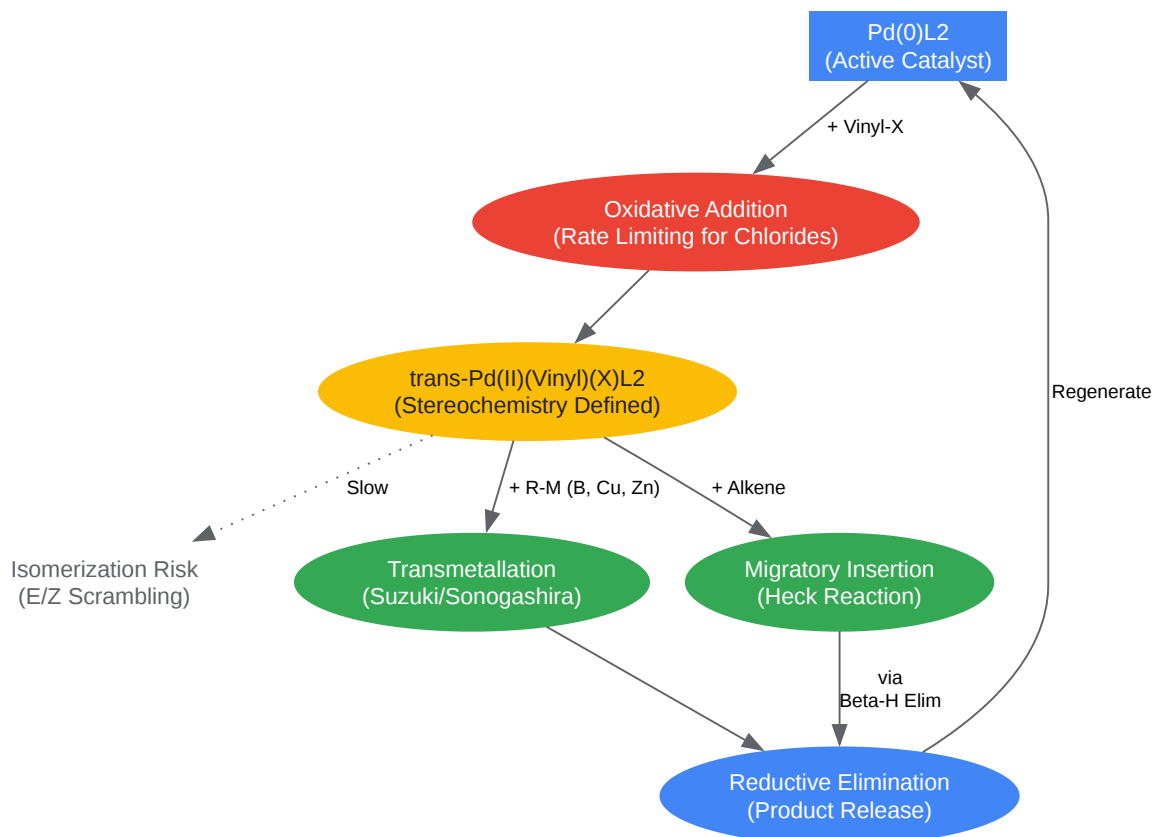 Pd(0)L2
(Active Catalyst)
+ Vinyl-X
Oxidative Addition
(Rate Limiting for Chlorides)
trans-Pd(II)(Vinyl)(X)L2
(Stereochemistry Defined)
Regenerate
Slow
+ R-M (B, Cu, Zn)
+ Alkene
Isomerization Risk
(E/Z Scrambling)
Transmetallation
(Suzuki/Sonogashira)
Migratory Insertion
(Heck Reaction)
via
Beta-H Elim
Reductive Elimination
(Product Release)